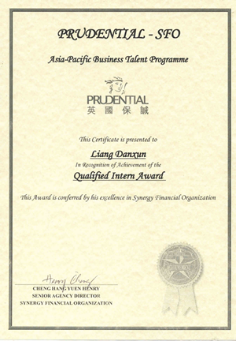 PRUDENTIAL - SFO
Asia-Pacific Business Talent Programme
PRUDENTIAL
英國保誠
This Certificate is presented to
Liang Danxun
In Recognition of Achievement of the
Qualified Intern Award
This Award is conferred by his excellence in Synergy Financial Organization
CHENG HANG YUEN HENRY
SENIOR AGENCY DIRECTOR
SYNERGY FINANCIAL ORGANIZATION